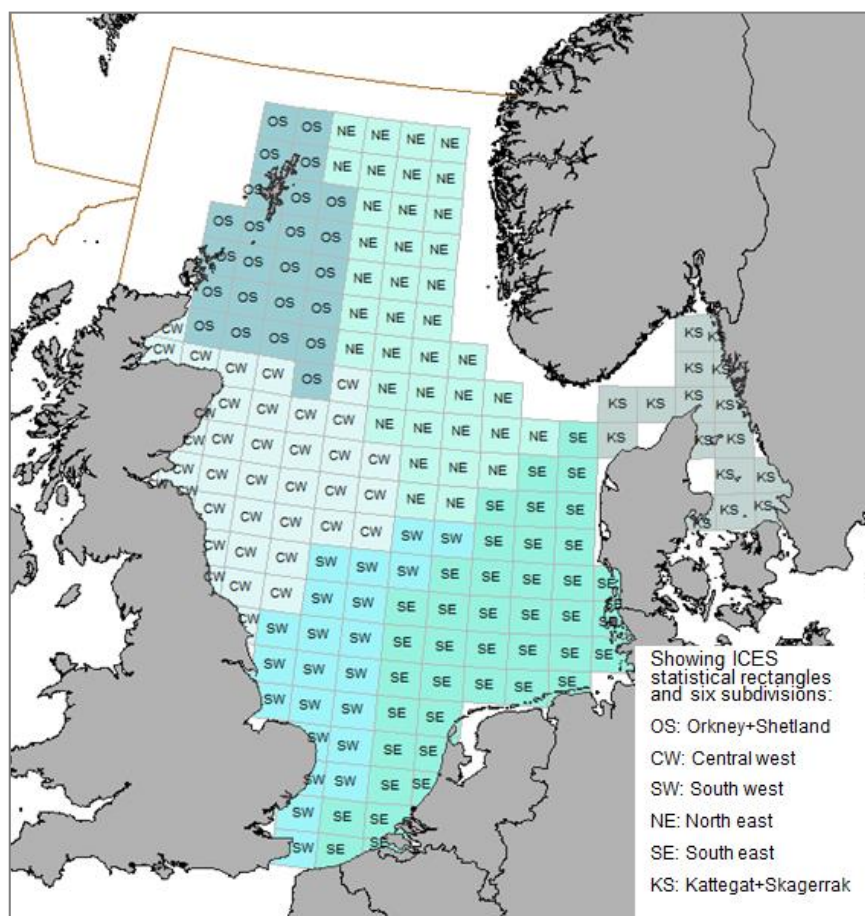 OS OS NE NE NE NE
OS OS NE NE NE NE
OS OS OS NE NE NE
OS OS OS OS NE NE NE
OS OS OS OS NE NE NE
OS OS OS OS NE NE NE
CW OS OS OS OS NE NE NE NE KS KS
CW CW CW CW OS CW NE NE NE NE KS KS
CW CW CW CW CW NE NE NE NE NE SE KS KS KS
CW CW CW CW CW CW NE NE NE SE SE KS KS KS
CW CW CW CW CW CW CW NE NE SE SE SE KS KS
CW CW CW CW CW SW SW SE SE SE KS KS KS
CW CW CW SW SW SW SE SE SE SE SE
CW CW CW SW SW SE SE SE SE SE SE
CW SW SW SW SE SE SE SE SE SE
SW SW SW SE SE SE SE SE SE
SW SW SW SE SE
SW SW SE SE
SW SW SE SE
SW SE SE
SW SE SE
Showing ICES
statistical rectangles
and six subdivisions:
OS: Orkney+Shetland
CW: Central west
SW: South west
NE: North east
SE: South east
KS: Kattegat+Skagerrak